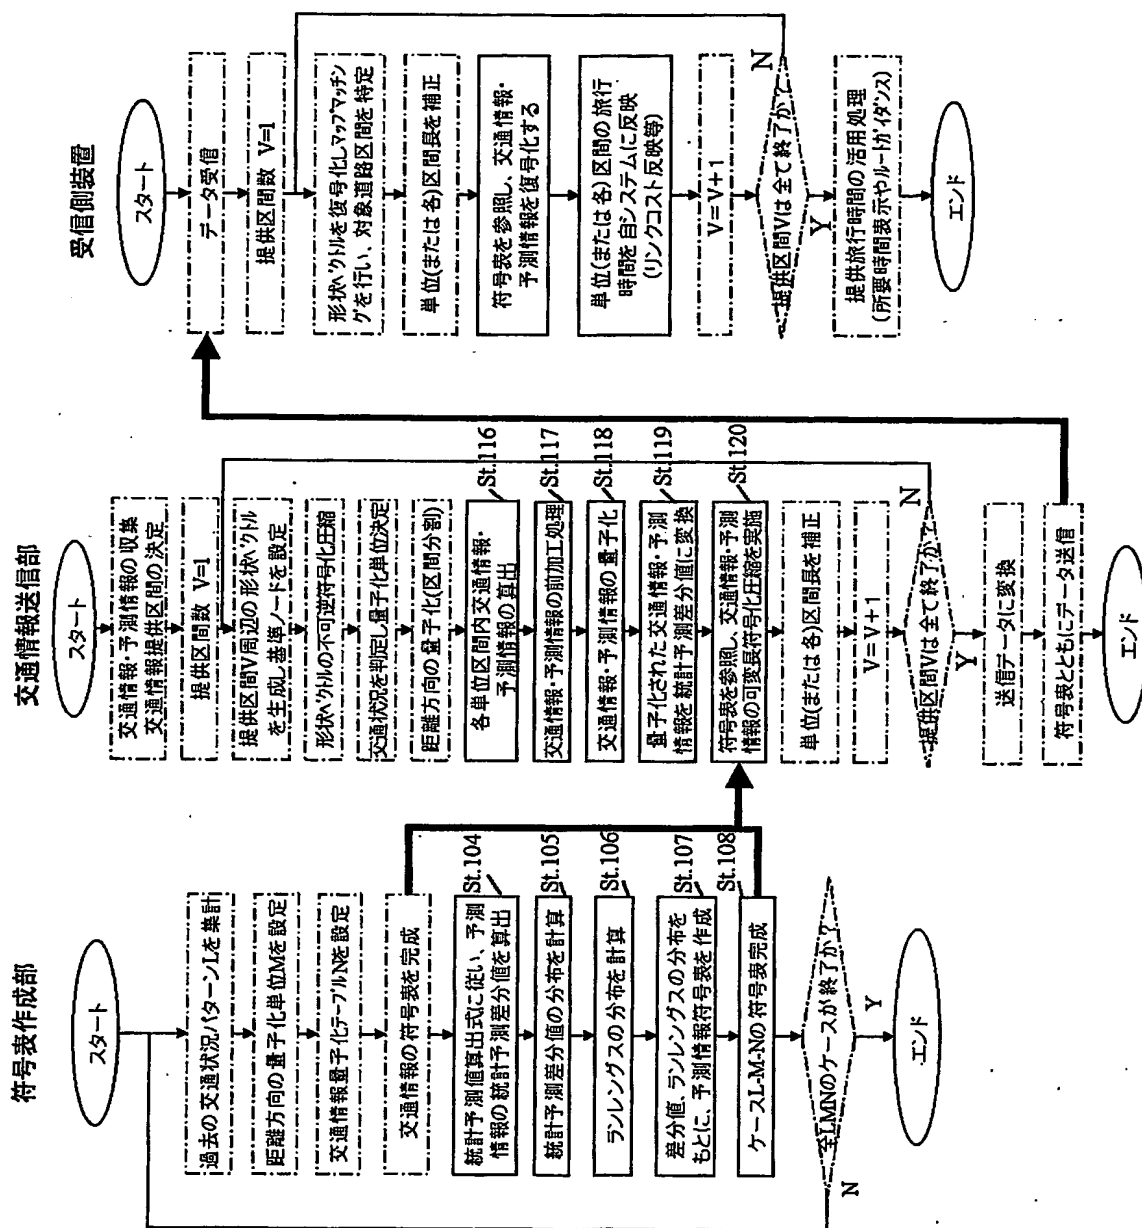 符号表作成部
スタート
過去の交通状況パターンLを集計
距離方向の量子化単位Mを設定
交通情報量子化テーブルNを設定
交通情報の符号表を完成
統計予測値算出式に従い、予測
情報の統計予測差分値を算出
St.104
統計予測差分値の分布を計算
St.105
ランレングスの分布を計算
St.106
差分値、ランレングスの分布を
もとに、予測情報符号表を作成
St.107
ケースL-M-Nの符号表完成
St.108
全LMNのケースが終了か?
N
Y
エンド
交通情報送信部
スタート
交通情報・予測情報の収集
交通情報提供区間の決定
提供区間数 V=1
提供区間V周辺の形状ベクトル
を生成し基準ノードを設定
形状ベクトルの不可逆符号化圧縮
交通状況を判定し量子化単位決定
距離方向の量子化(区間分割)
各単位区間内交通情報・
予測情報の算出
St.116
交通情報・予測情報の前加工処理
St.117
交通情報・予測情報の量子化
St.118
量子化された交通情報・予測
情報を統計予測差分値に変換
St.119
符号表を参照し、交通情報・予測
情報の可変長符号化圧縮を実施
St.120
単位(または各)区間長を補正
V=V+1
提供区間Vは全て終了か?
N
Y
送信データに変換
符号表とともにデータ送信
エンド
受信側装置
スタート
データ受信
提供区間数 V=1
形状ベクトルを復号化しマップマッチン
グを行い、対象道路区間を特定
単位(または各)区間長を補正
符号表を参照し、交通情報・
予測情報を復号化する
単位(または各)区間の旅行
時間を自システムに反映
(リンクコスト反映等)
V=V+1
提供区間Vは全て終了か?
N
Y
提供旅行時間の活用処理
(所要時間表示やルートガイダンス)
エンド